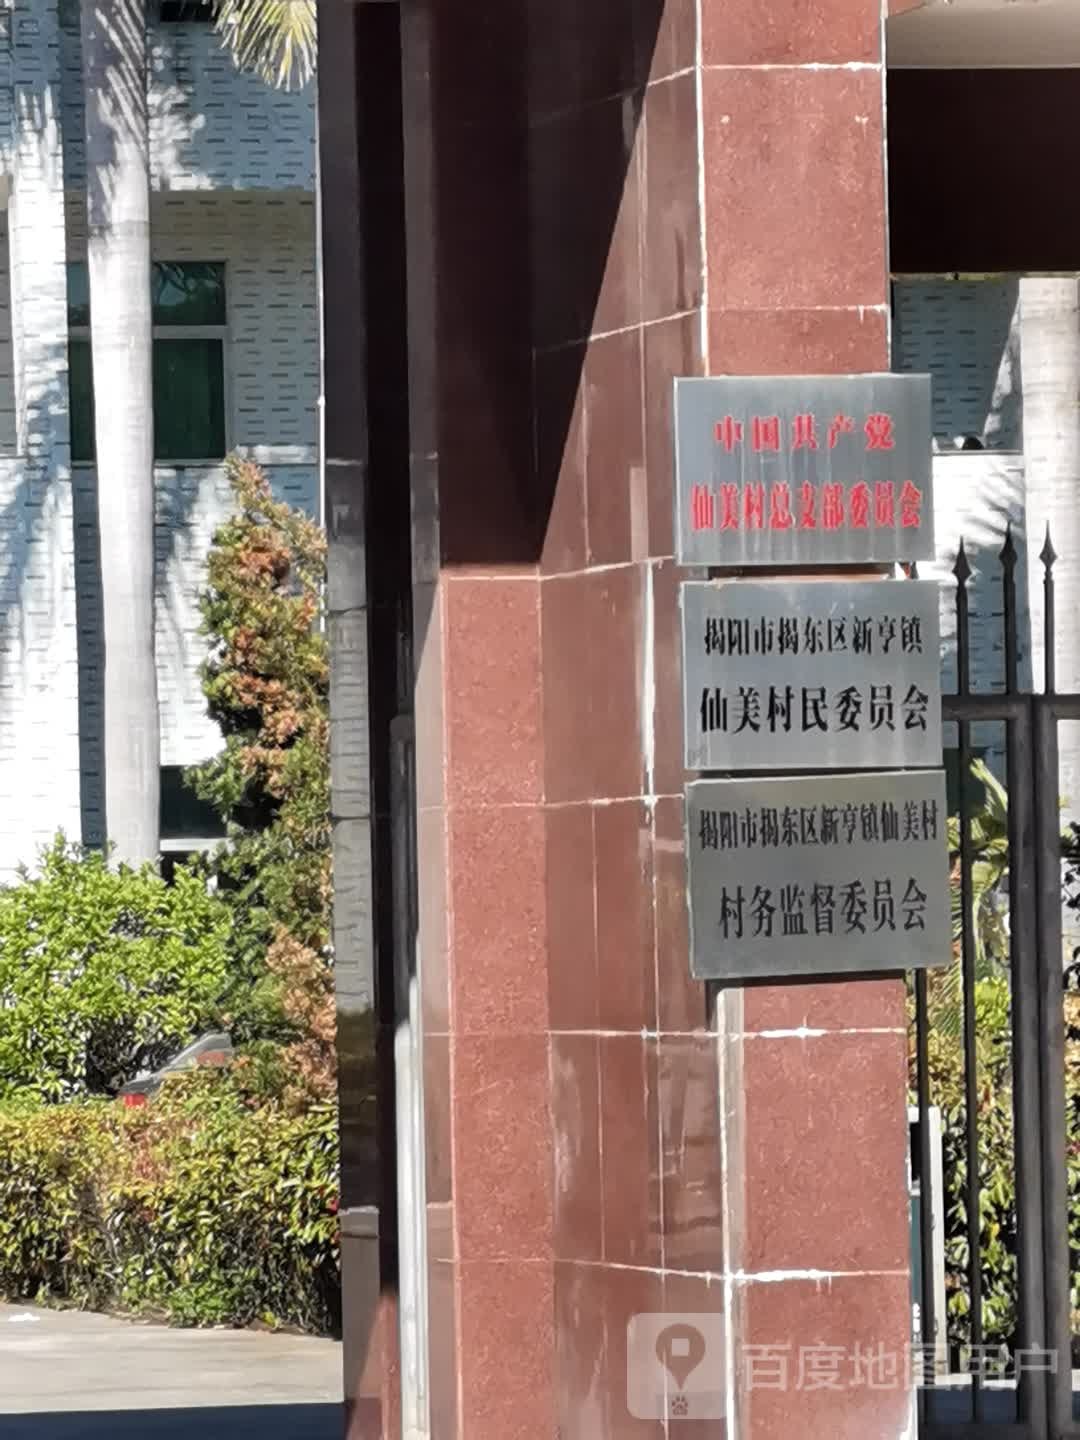 中国共产党
仙美村总支部委员会
揭阳市揭东区新亨镇
仙美村民委员会
揭阳市揭东区新亨镇仙美村
村务监督委员会
百度地图用户